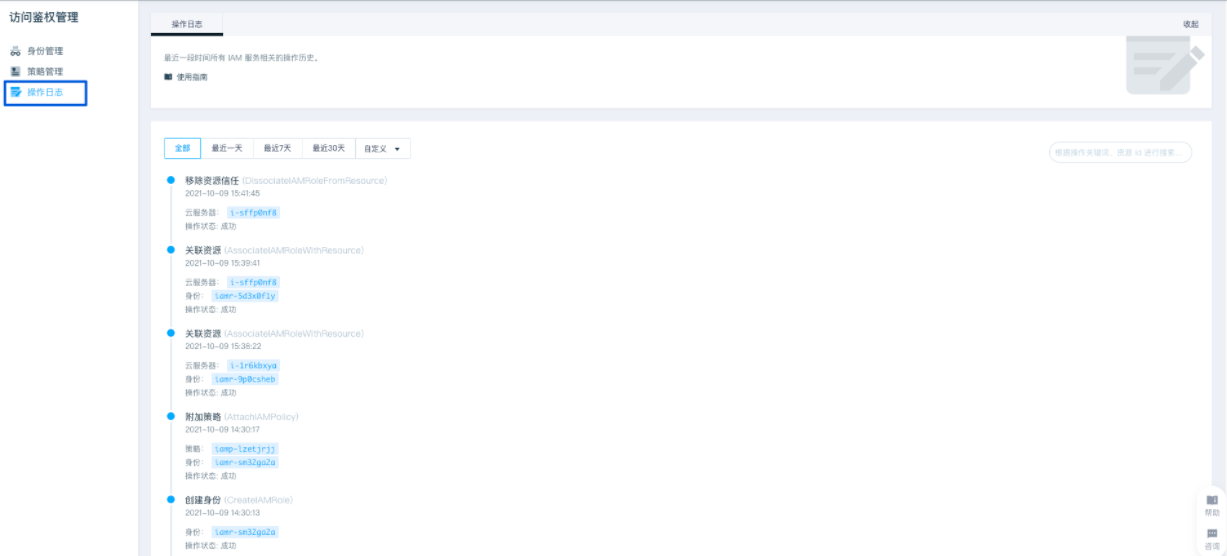 访问鉴权管理
身份管理
策略管理
操作日志
操作日志
收起
最近一段时间所有 IAM 服务相关的操作历史。
使用指南
全部 最近一天 最近7天 最近30天 自定义
根据操作关键词、资源 id 进行搜索...
移除资源信任 (DissociateIAMRoleFromResource)
2021-10-09 15:41:45
云服务器: i-sffp0nf8
操作状态: 成功
关联资源 (AssociateIAMRoleWithResource)
2021-10-09 15:39:41
云服务器: i-sffp0nf8
身份: iamr-5d3x0fly
操作状态: 成功
关联资源 (AssociateIAMRoleWithResource)
2021-10-09 15:38:22
云服务器: i-1r6kbxya
身份: iamr-9p0csheb
操作状态: 成功
附加策略 (AttachIAMPolicy)
2021-10-09 14:30:17
策略: iamp-lzetjrjj
身份: iamr-sm32ga2a
操作状态: 成功
创建身份 (CreateIAMRole)
2021-10-09 14:30:13
身份: iamr-sm32ga2a
操作状态: 成功
帮助
咨询